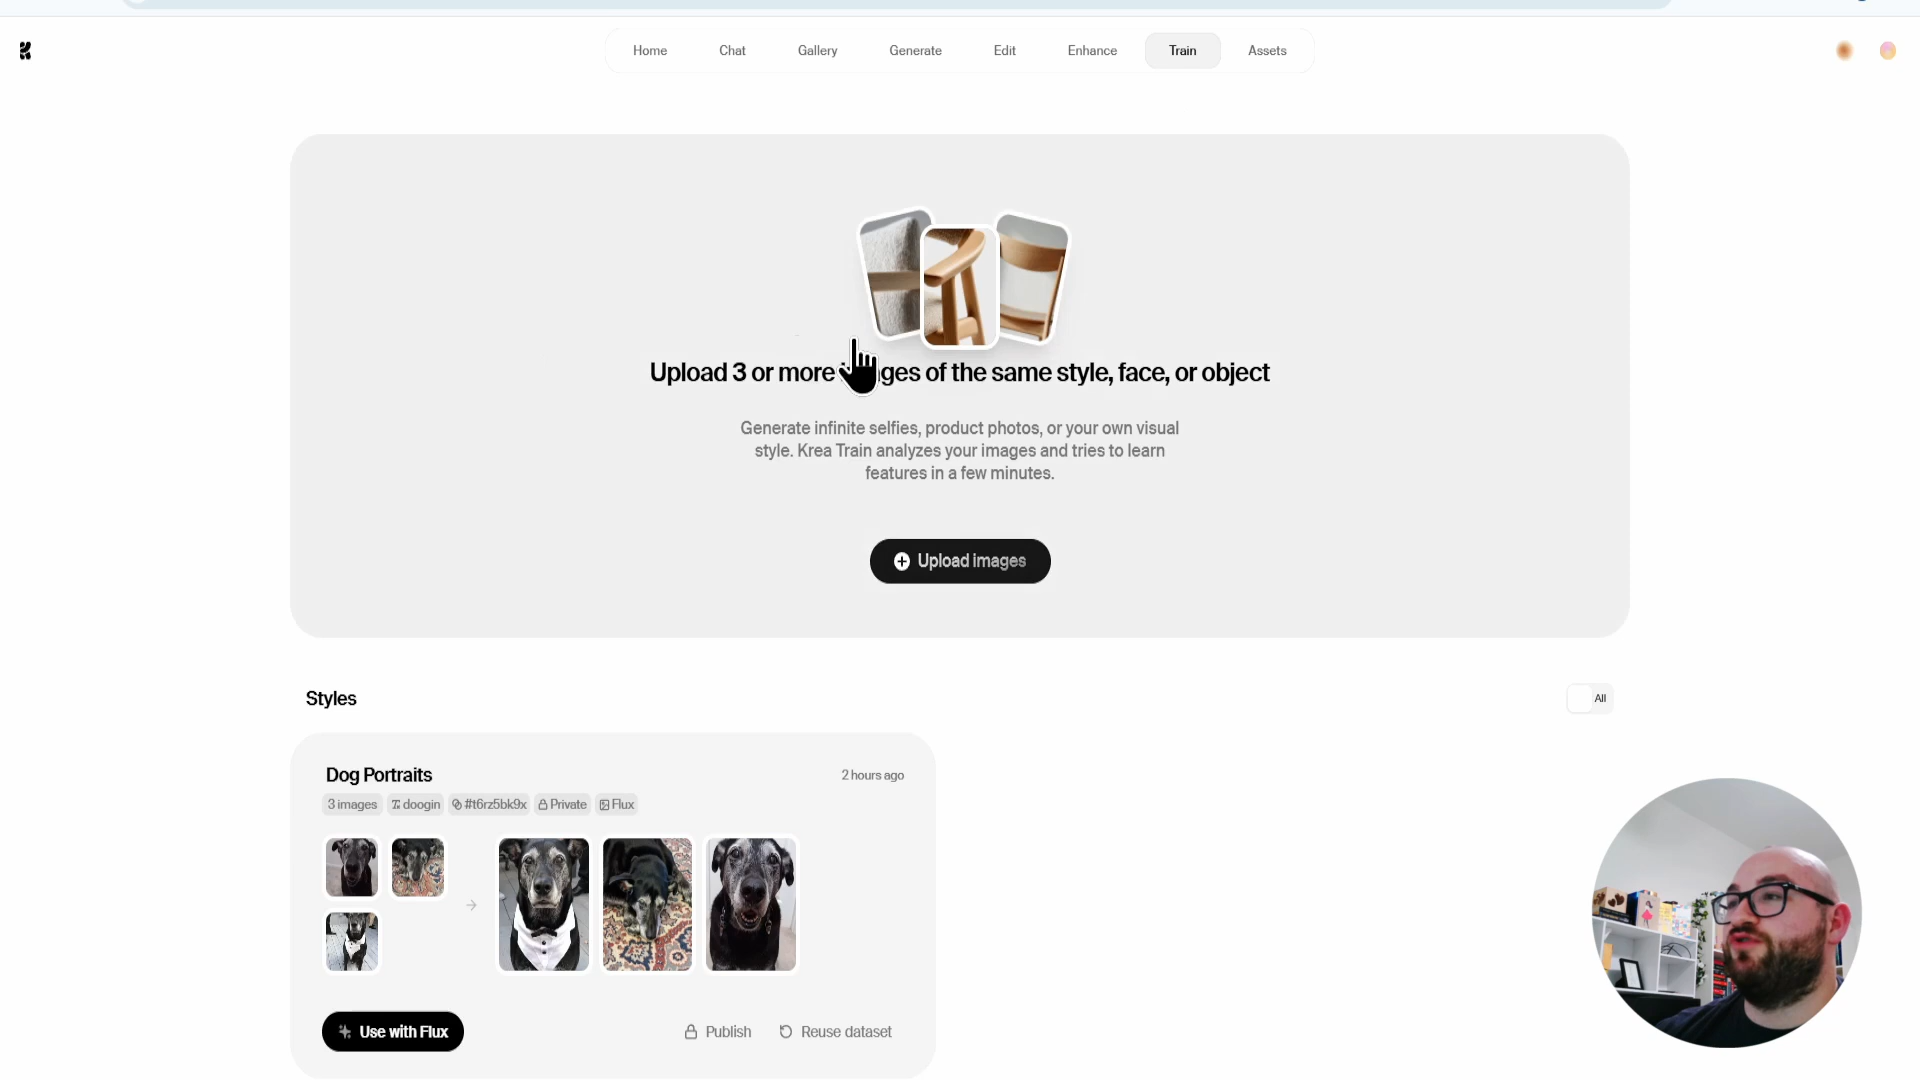 Home
Chat
Gallery
Generate
Edit
Enhance
Train
Assets
Upload 3 or more ges of the same style, face, or object
Generate infinite selfies, product photos, or your own visual
style. Krea Train analyzes your images and tries to learn
features in a few minutes.
Upload images
Styles
All
Dog Portraits
2 hours ago
3 images
doogin
#t6rz5bk9x
Private
Flux
Use with Flux
Publish
Reuse dataset